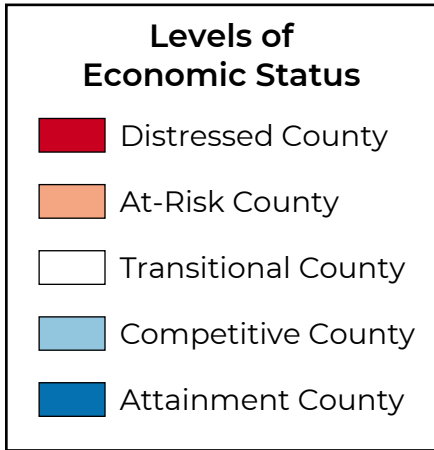 Levels of
Economic Status
Distressed County
At-Risk County
Transitional County
Competitive County
Attainment County